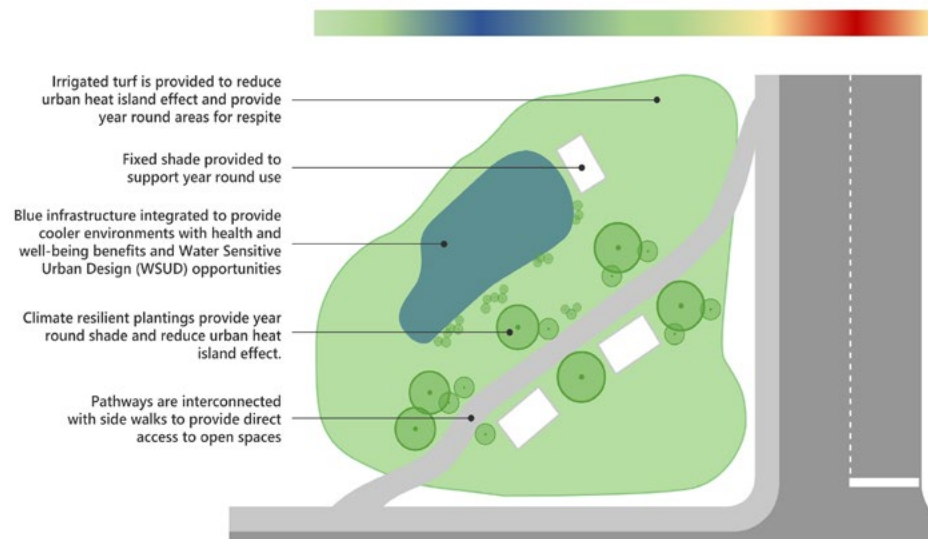 Irrigated turf is provided to reduce
urban heat island effect and provide
year round areas for respite
Fixed shade provided to
support year round use
Blue infrastructure integrated to provide
cooler environments with health and
well-being benefits and Water Sensitive
Urban Design (WSUD) opportunities
Climate resilient plantings provide year
round shade and reduce urban heat
island effect.
Pathways are interconnected
with side walks to provide direct
access to open spaces